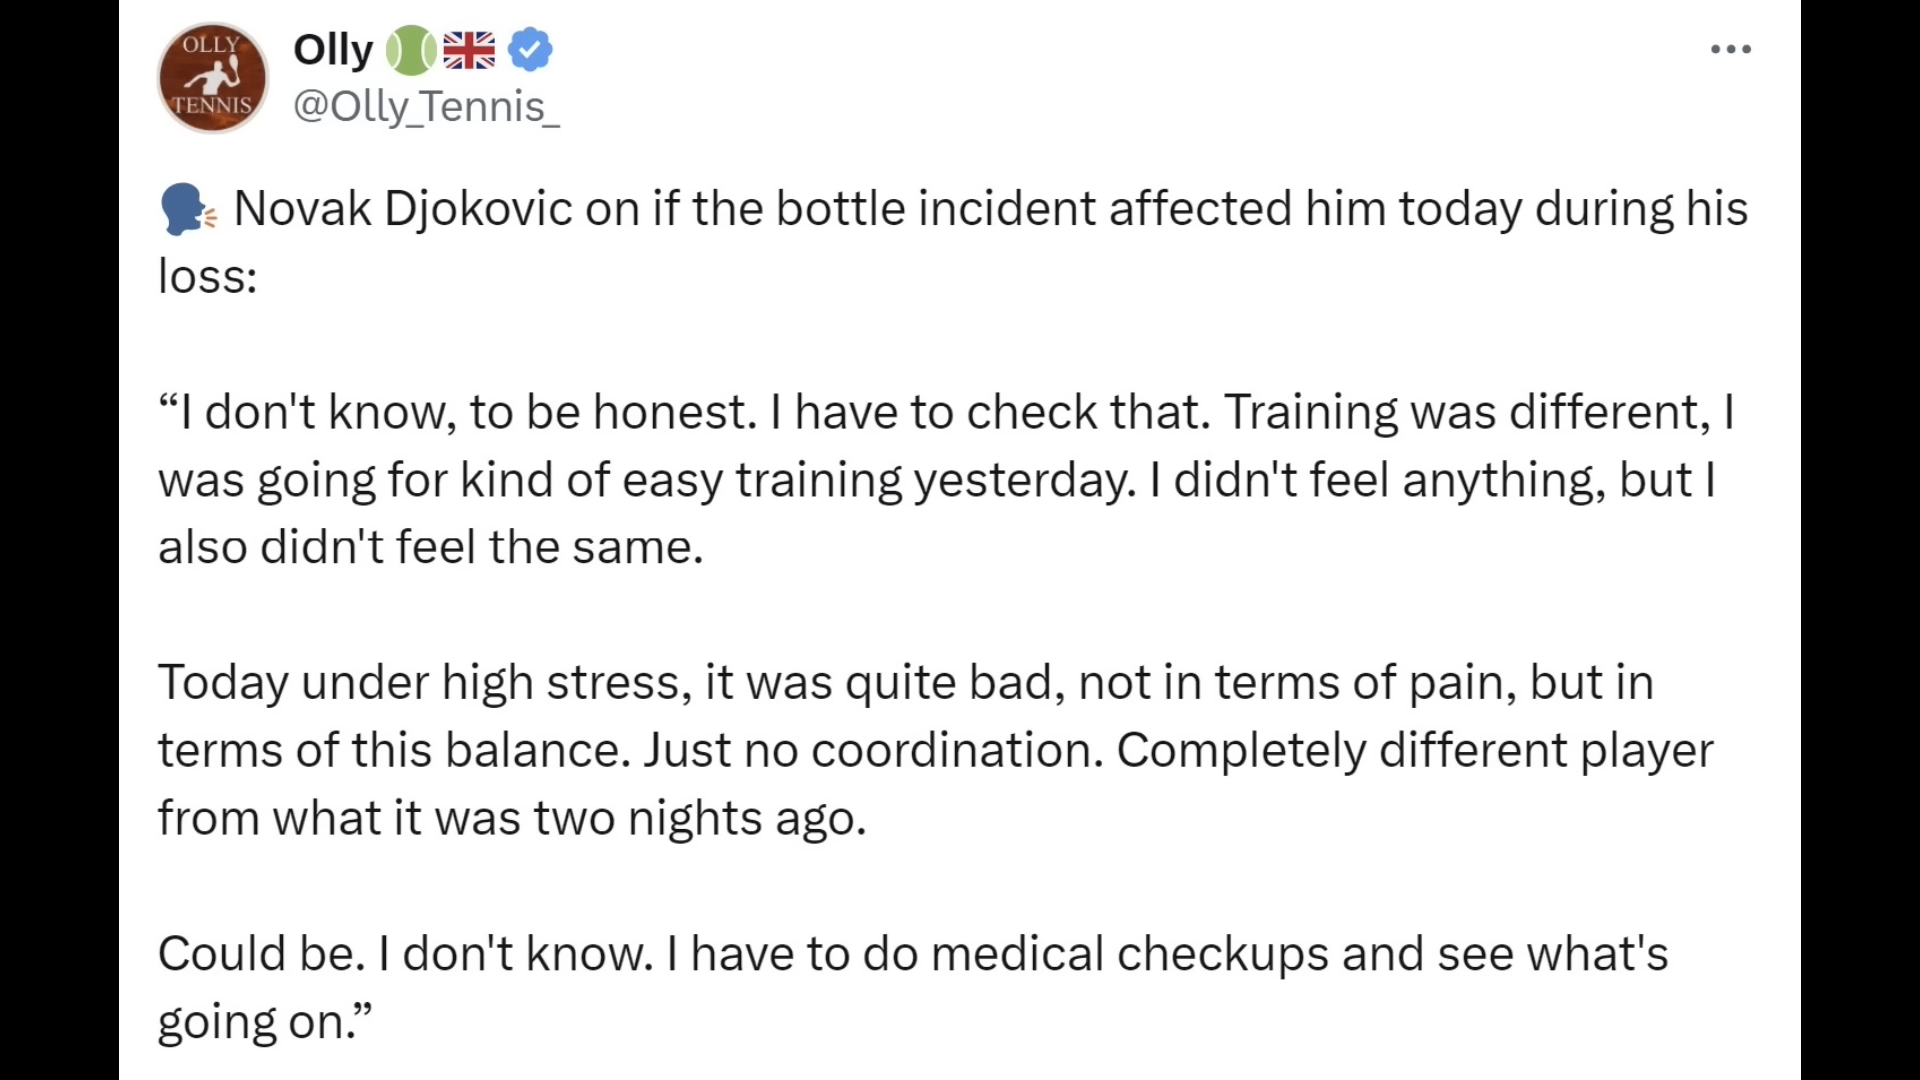 OLLY
TENNIS
Olly 🎾🇬🇧
@Olly_Tennis_
🗣️ Novak Djokovic on if the bottle incident affected him today during his
loss:
“I don't know, to be honest. I have to check that. Training was different, I
was going for kind of easy training yesterday. I didn't feel anything, but I
also didn't feel the same.
Today under high stress, it was quite bad, not in terms of pain, but in
terms of this balance. Just no coordination. Completely different player
from what it was two nights ago.
Could be. I don't know. I have to do medical checkups and see what's
going on.”